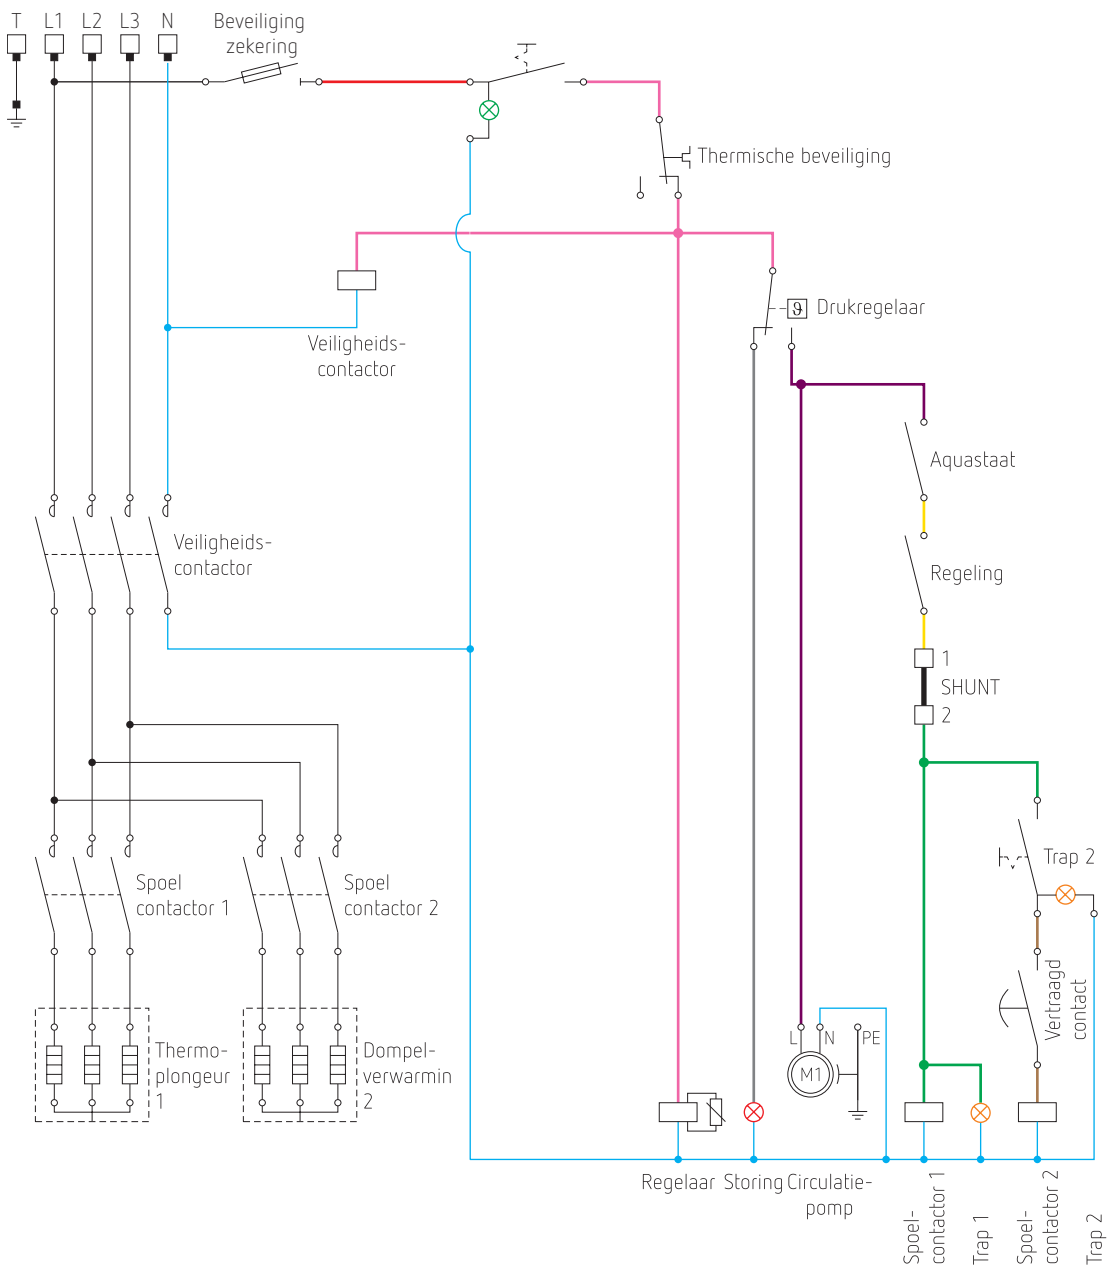 T L1 L2 L3 N
Beveiliging
zekering
Thermische beveiliging
Drukregelaar
Veiligheids-
contactor
Aquastaat
Veiligheids-
contactor
Regeling
1
SHUNT
2
Trap 2
Spoel
contactor 1
Spoel
contactor 2
Vertraagd
contact
L N PE
M1
Thermo-
plongeur
1
Dompel-
verwarmin
2
Regelaar Storing Circulatie-
pomp
Spoel-
contactor 1
Trap 1
Spoel-
contactor 2
Trap 2